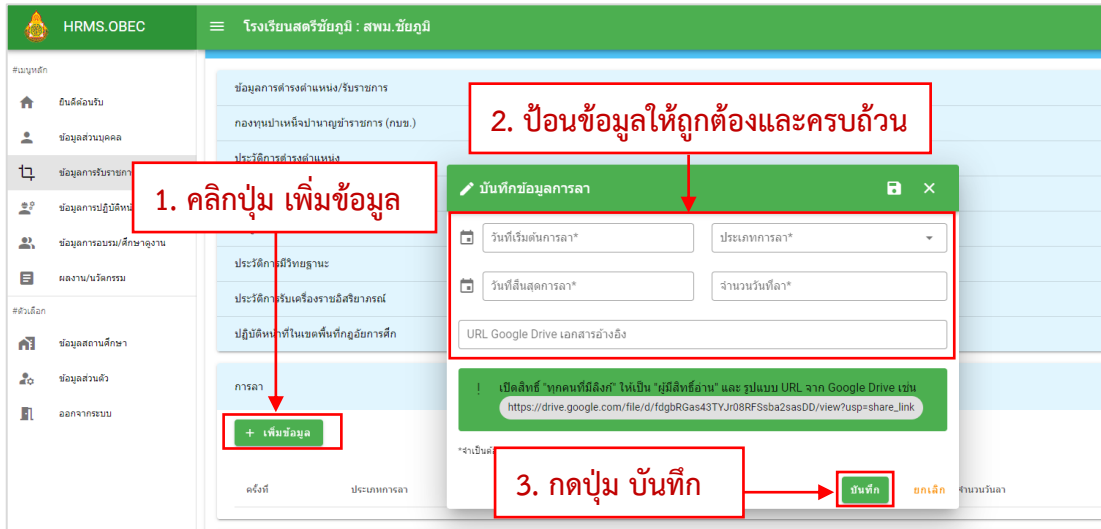 HRMS.OBEC
โรงเรียนสตรีชัยภูมิ : สพม.ชัยภูมิ
#เมนูหลัก
ยินดีต้อนรับ
ข้อมูลส่วนบุคคล
ข้อมูลการรับราชกา
ข้อมูลการปฏิบัติหน้
ข้อมูลการอบรม/ศึกษาดูงาน
ผลงาน/นวัตกรรม
#ตัวเลือก
ข้อมูลสถานศึกษา
ข้อมูลส่วนตัว
ออกจากระบบ
ข้อมูลการดำรงตำแหน่ง/รับราชการ
กองทุนบำเหน็จบำนาญข้าราชการ (กบข.)
ประวัติการดำรงตำแหน่ง
ประวัติการมีวิทยฐานะ
ประวัติการรับเครื่องราชอิสริยาภรณ์
ปฏิบัติหน้าที่ในเขตพื้นที่กฎอัยการศึก
1. คลิกปุ่ม เพิ่มข้อมูล
2. ป้อนข้อมูลให้ถูกต้องและครบถ้วน
บันทึกข้อมูลการลา
วันที่เริ่มต้นการลา*
ประเภทการลา*
วันที่สิ้นสุดการลา*
จำนวนวันที่ลา*
URL Google Drive เอกสารอ้างอิง
! เปิดสิทธิ์ "ทุกคนที่มีลิงก์" ให้เป็น "ผู้มีสิทธิ์อ่าน" และ รูปแบบ URL จาก Google Drive เช่น
https://drive.google.com/file/d/fdgbRGas43TYJr08RFSsba2sasDD/view?usp=share_link
*จำเป็นต้
3. กดปุ่ม บันทึก
บันทึก
ยกเลิก
การลา
+ เพิ่มข้อมูล
ครั้งที่
ประเภทการลา
จำนวนวันลา